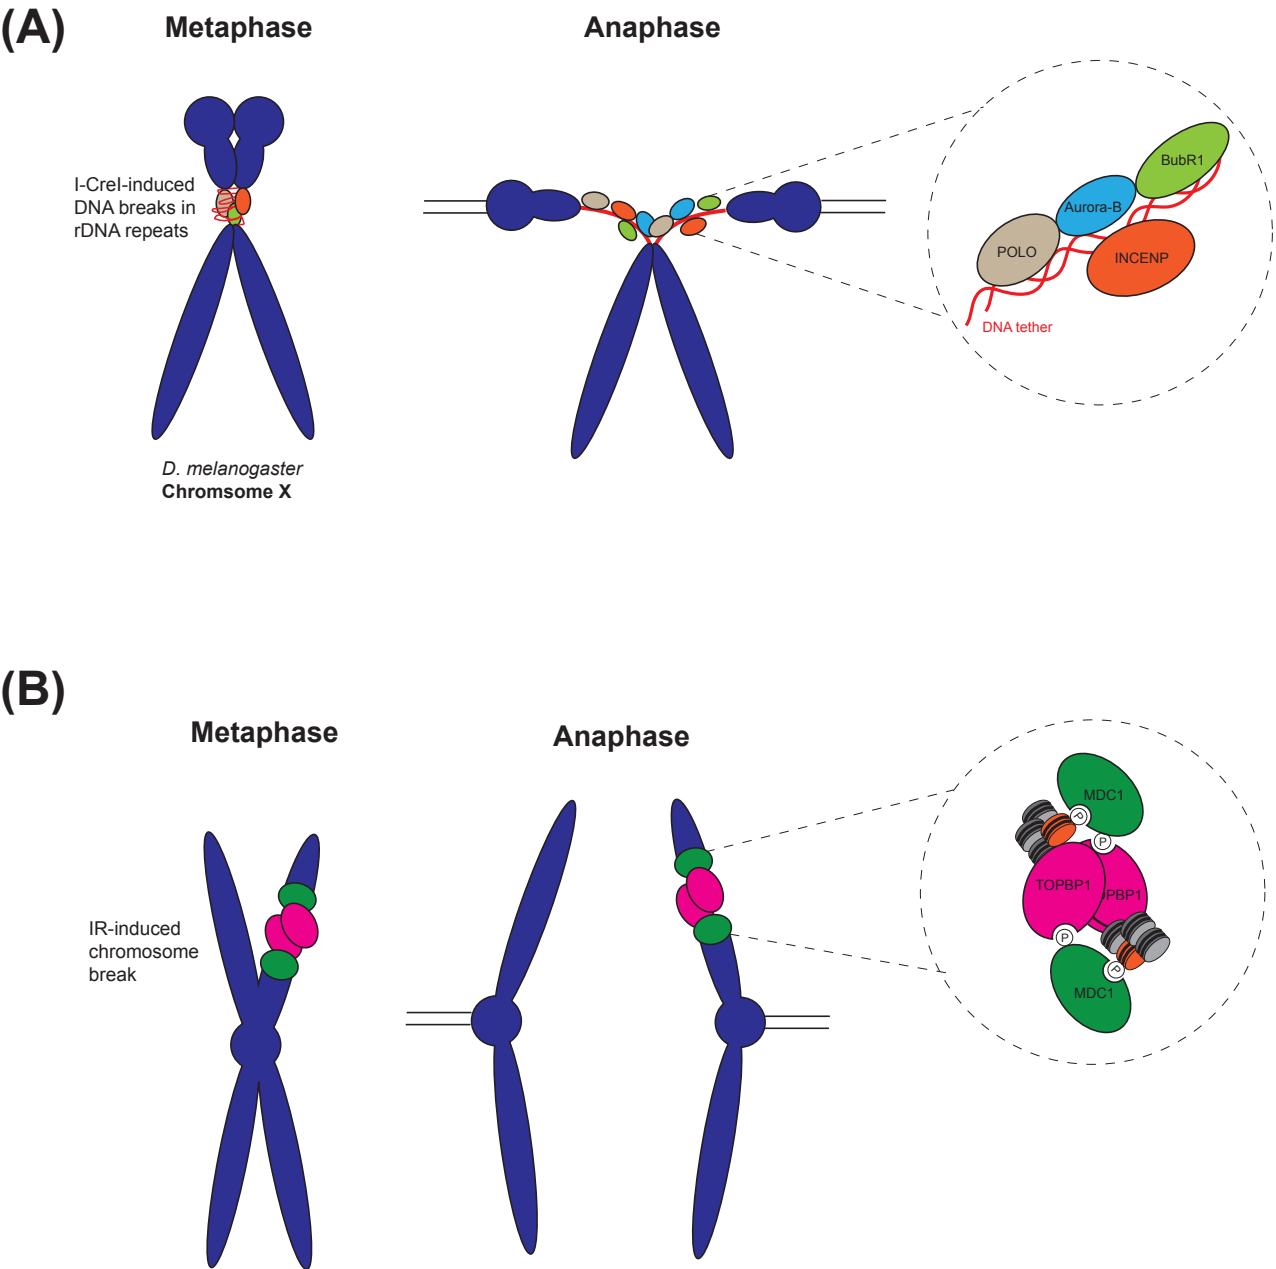 (A)
Metaphase
Anaphase
I-CreI-induced
DNA breaks in
rDNA repeats
BubR1
Aurora-B
POLO
INCENP
DNA tether
D. melanogaster
Chromsome X
(B)
Metaphase
Anaphase
IR-induced
chromosome
break
MDC1
P
P
TOPBP1
PBP1
P
P
MDC1